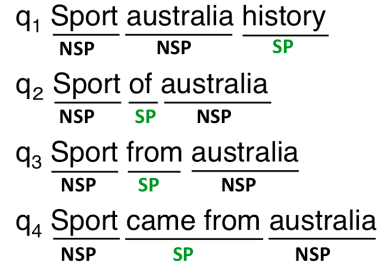 q1 Sport australia history
NSP NSP SP
q2 Sport of australia
NSP SP NSP
q3 Sport from australia
NSP SP NSP
q4 Sport came from australia
NSP SP NSP